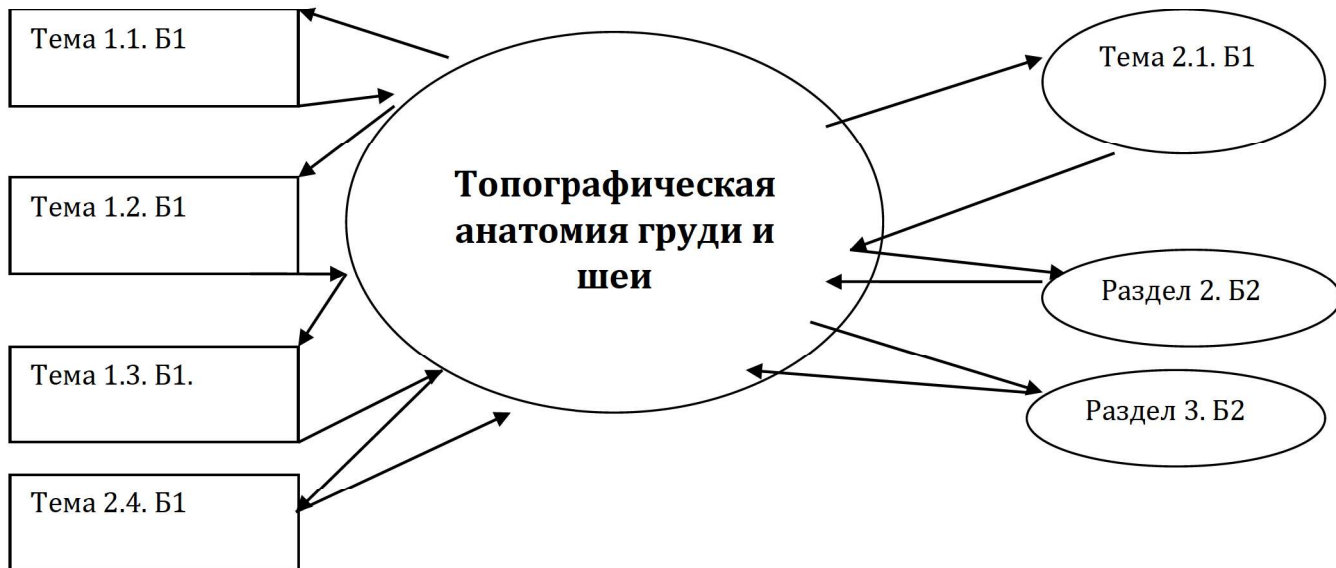 Тема 1.1. Б1
Тема 1.2. Б1
Тема 1.3. Б1.
Тема 2.4. Б1
Топографическая
анатомия груди и
шеи
Тема 2.1. Б1
Раздел 2. Б2
Раздел 3. Б2